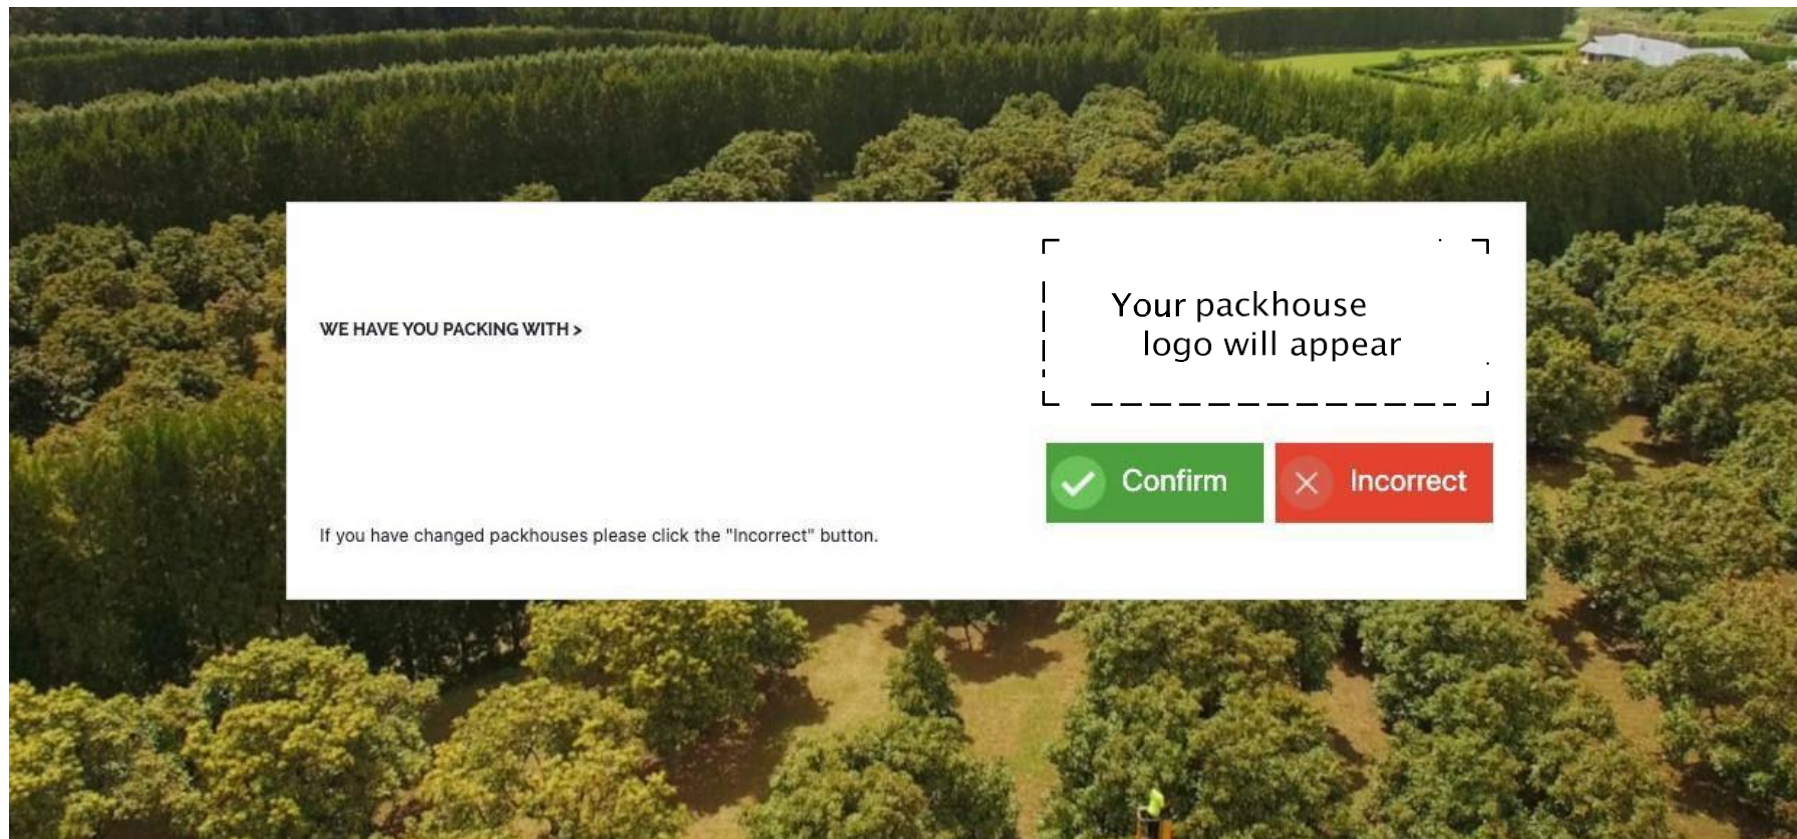 WE HAVE YOU PACKING WITH >
Your packhouse
logo will appear
Confirm
Incorrect
If you have changed packhouses please click the "Incorrect" button.